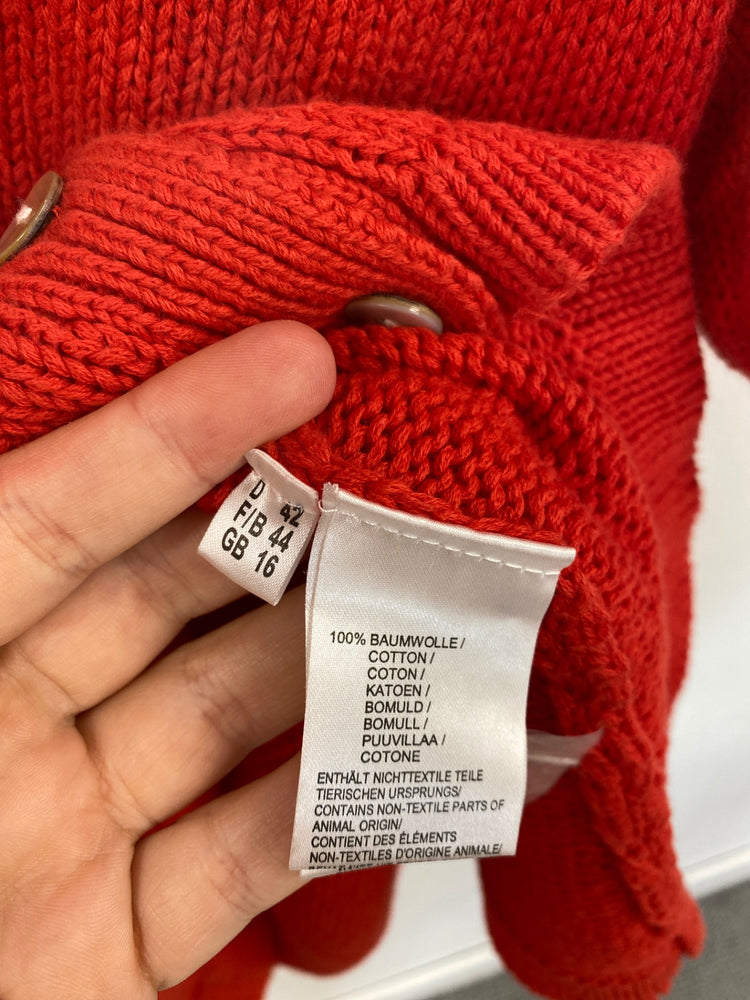 D 42
F/B 44
GB 16
100% BAUMWOLLE/
COTTON/
COTON/
KATOEN/
BOMULD/
BOMULL/
PUUVILLAA/
COTONE
ENTHÄLT NICHTTEXTILE TEILE
TIERISCHEN URSPRUNGS/
CONTAINS NON-TEXTILE PARTS OF
ANIMAL ORIGIN/
CONTIENT DES ÉLÉMENTS
NON-TEXTILES D'ORIGINE ANIMALE/